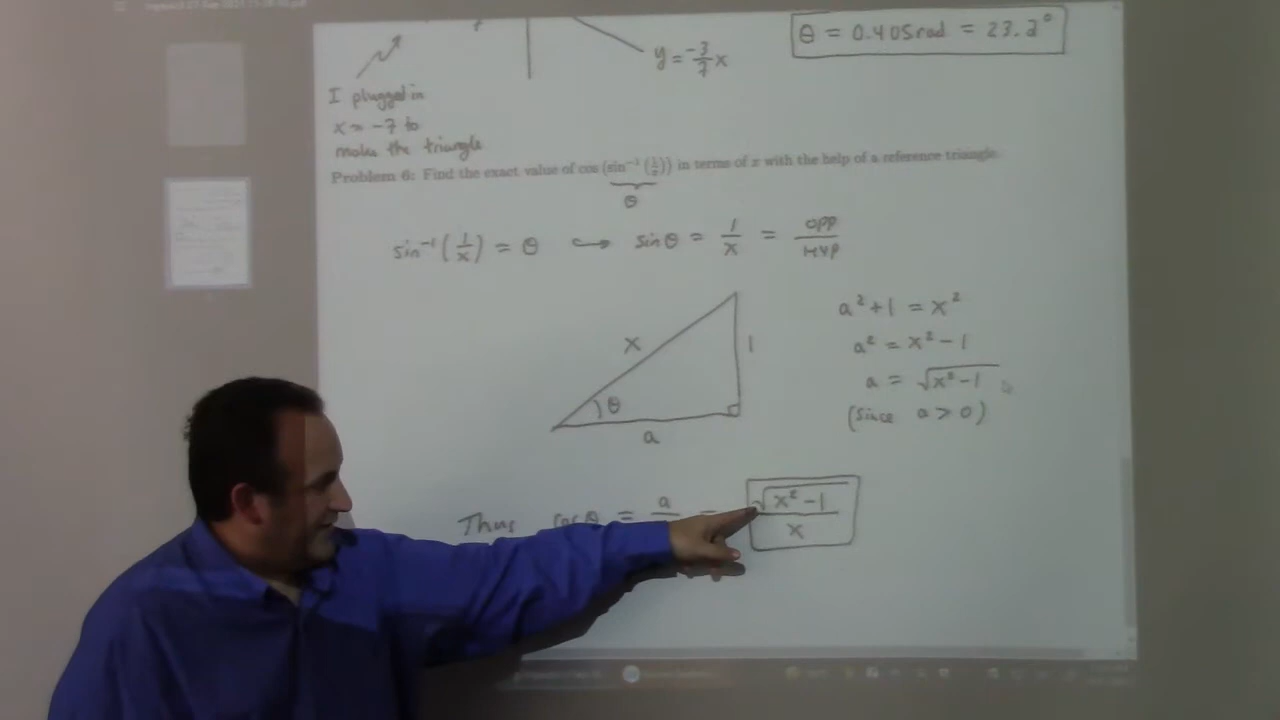 θ = 0.405rad = 23.2°
y = -3/7 x
I plugged in
x = -7 to
make the triangle
Problem 6: Find the exact value of cos (sin⁻¹ (1/x)) in terms of x with the help of a reference triangle.
θ
sin⁻¹(1/x) = θ ↪ sinθ = 1/x = opp/hyp
a² + 1 = x²
x
1
a² = x² - 1
a = √x²-1
θ
(since a > 0)
a
Thus cosθ = a = √x²-1/x